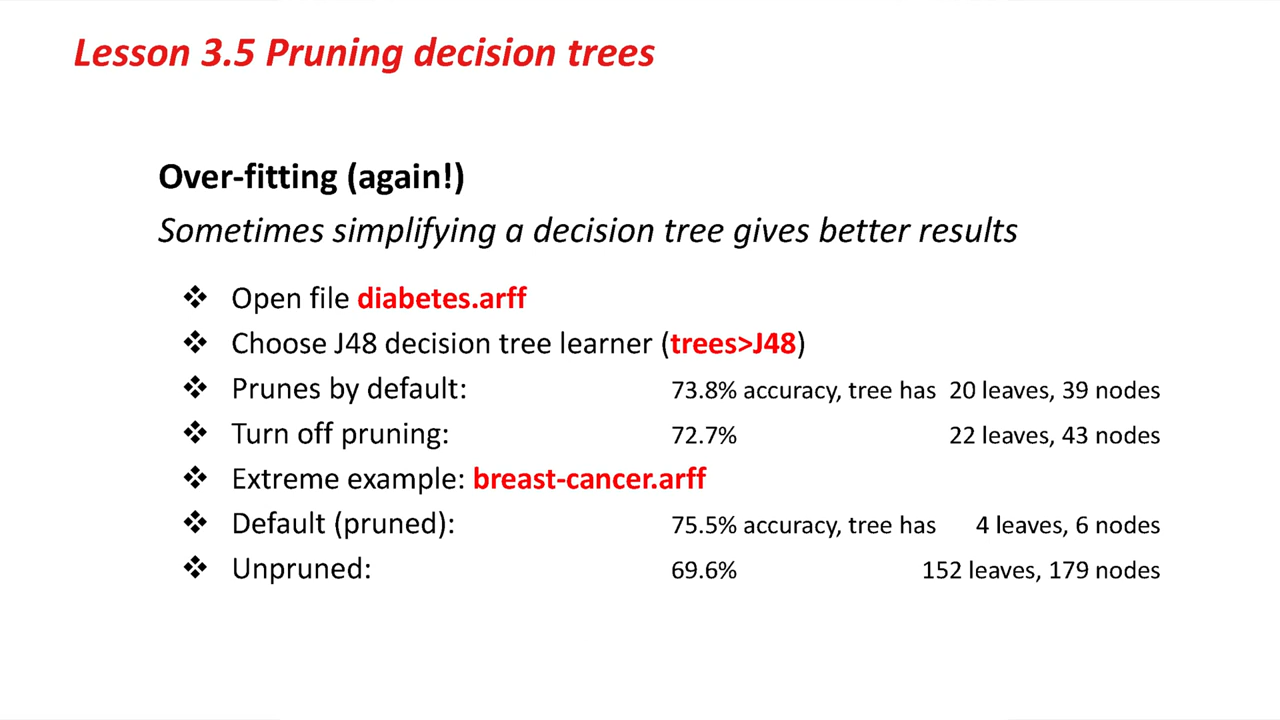 Lesson 3.5 Pruning decision trees
Over-fitting (again!)
Sometimes simplifying a decision tree gives better results
❖ Open file diabetes.arff
❖ Choose J48 decision tree learner (trees>J48)
❖ Prunes by default: 73.8% accuracy, tree has 20 leaves, 39 nodes
❖ Turn off pruning: 72.7% 22 leaves, 43 nodes
❖ Extreme example: breast-cancer.arff
❖ Default (pruned): 75.5% accuracy, tree has 4 leaves, 6 nodes
❖ Unpruned: 69.6% 152 leaves, 179 nodes